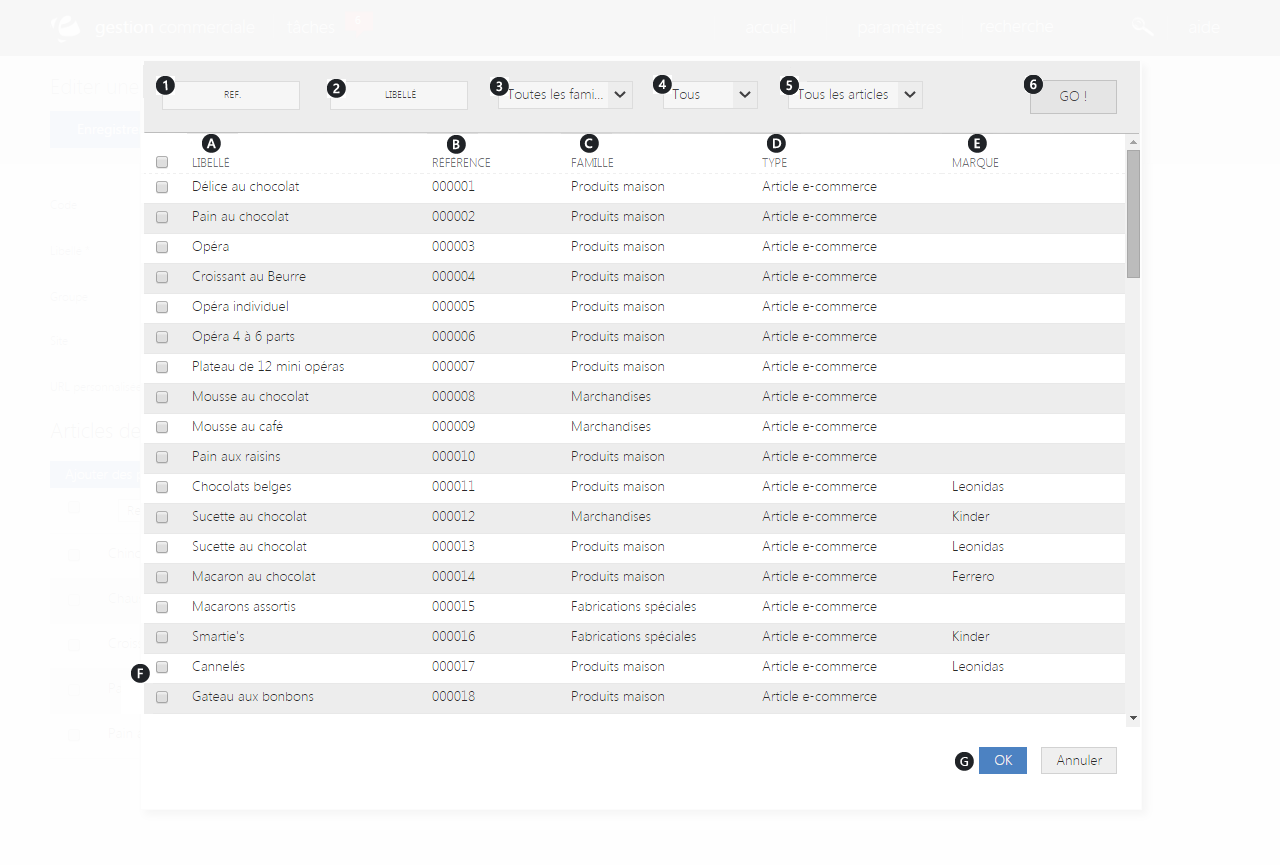 gestion commerciale tâches accueil paramètres recherche aide
1 REF. 2 LIBELLE 3 Toutes les fami... 4 Tous 5 Tous les articles 6 GO !
A B C D E
LIBELLE REFERENCE FAMILLE TYPE MARQUE
Délice au chocolat 000001 Produits maison Article e-commerce
Pain au chocolat 000002 Produits maison Article e-commerce
Opéra 000003 Produits maison Article e-commerce
Croissant au Beurre 000004 Produits maison Article e-commerce
Opéra individuel 000005 Produits maison Article e-commerce
Opéra 4 à 6 parts 000006 Produits maison Article e-commerce
Plateau de 12 mini opéras 000007 Produits maison Article e-commerce
Mousse au chocolat 000008 Marchandises Article e-commerce
Mousse au café 000009 Marchandises Article e-commerce
Pain aux raisins 000010 Produits maison Article e-commerce
Chocolats belges 000011 Produits maison Article e-commerce Leonidas
Sucette au chocolat 000012 Marchandises Article e-commerce Kinder
Sucette au chocolat 000013 Produits maison Article e-commerce Leonidas
Macaron au chocolat 000014 Produits maison Article e-commerce Ferrero
Macarons assortis 000015 Fabrications spéciales Article e-commerce
Smartie's 000016 Fabrications spéciales Article e-commerce Kinder
F Cannelés 000017 Produits maison Article e-commerce Leonidas
Gateau aux bonbons 000018 Produits maison Article e-commerce
G OK Annuler